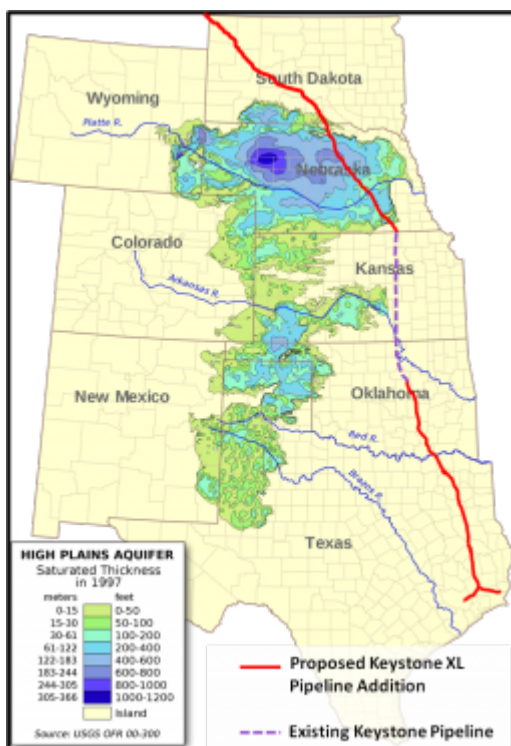 South Dakota
Wyoming
Platte R.
Nebraska
Colorado
Kansas
Arkansas R.
New Mexico
Oklahoma
Red R.
Brazos R.
Texas
HIGH PLAINS AQUIFER
Saturated Thickness
in 1997
meters feet
0-15 0-50
15-30 50-100
30-61 100-200
61-122 200-400
122-183 400-600
183-244 600-800
244-305 800-1000
305-366 1000-1200
Island
Source: USGS OFR 00-300
Proposed Keystone XL
Pipeline Addition
Existing Keystone Pipeline